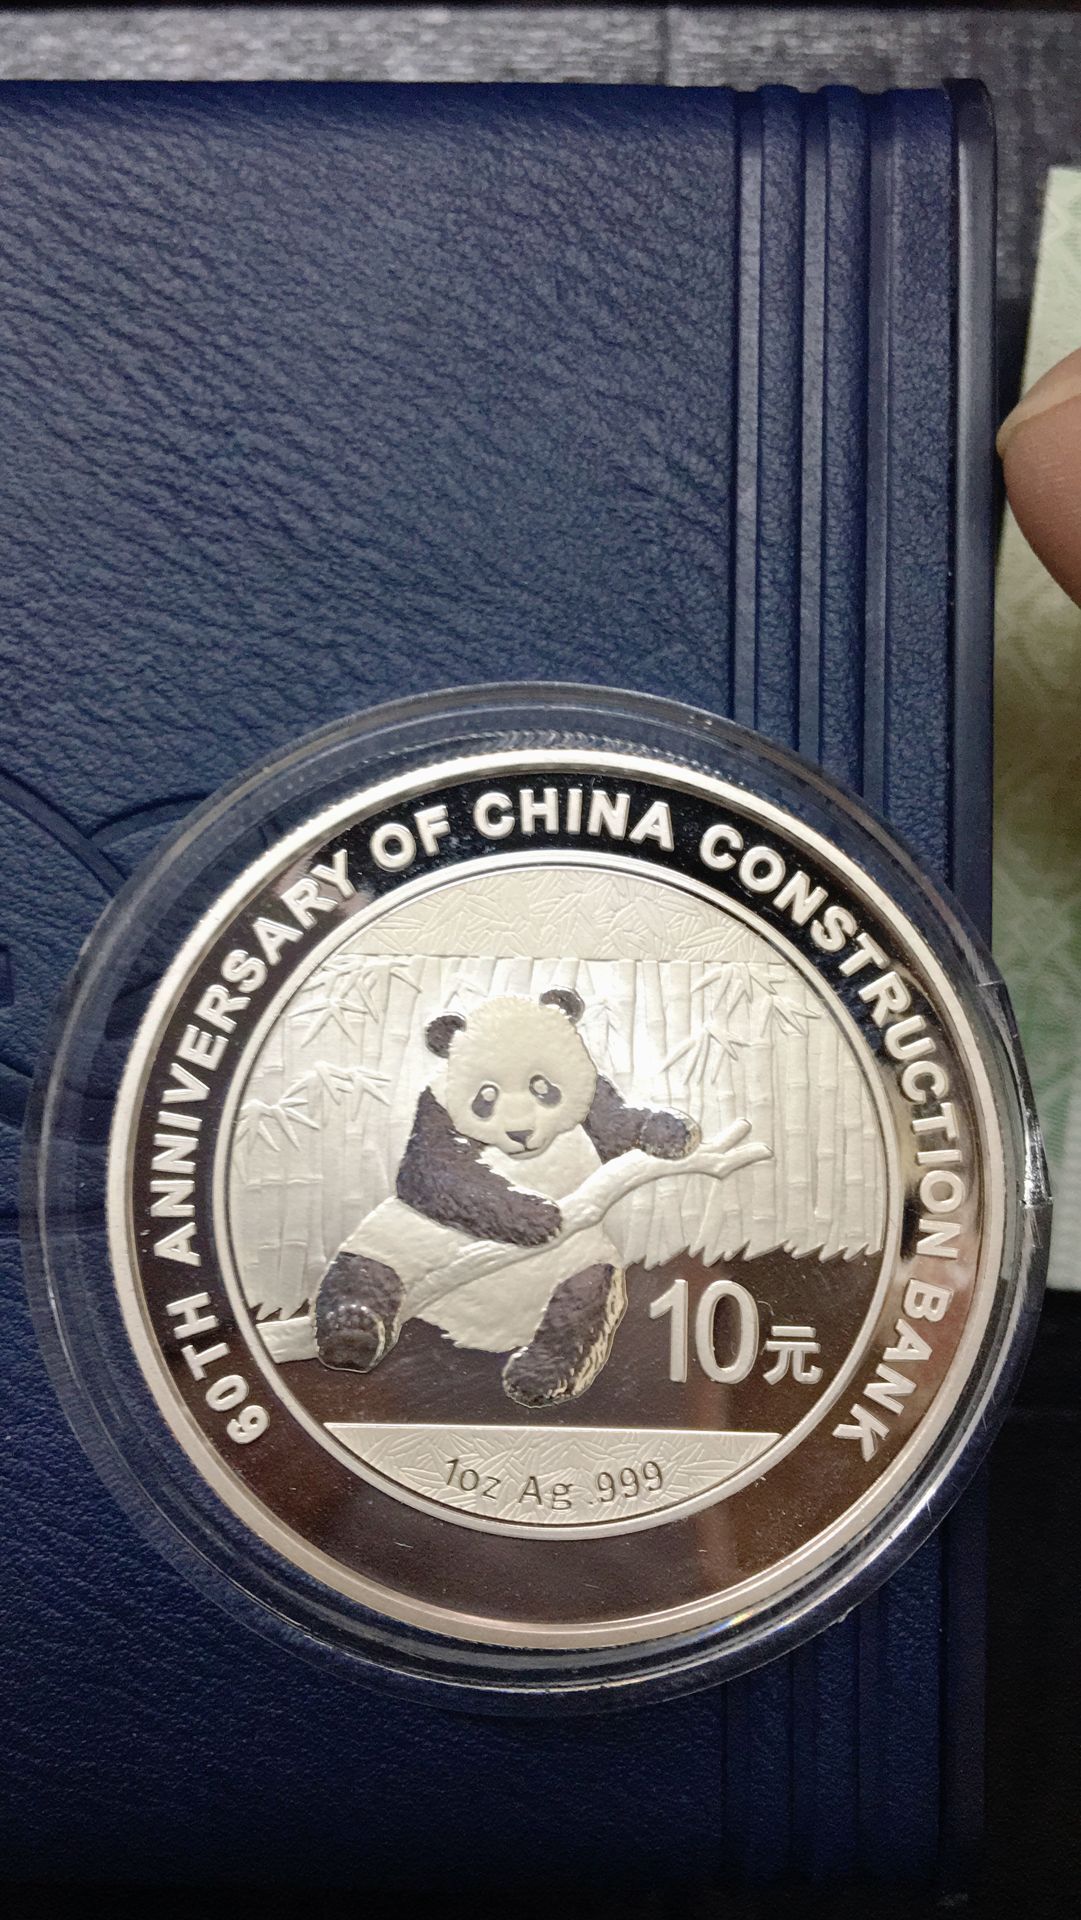 60TH ANNIVERSARY OF CHINA CONSTRUCTION BANK
10元
1oz Ag .999